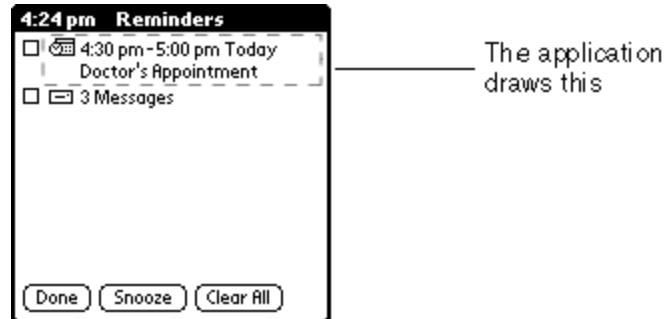 4:24 pm Reminders
4:30 pm-5:00 pm Today
Doctor's Appointment
3 Messages
Done Snooze Clear All
The application
draws this